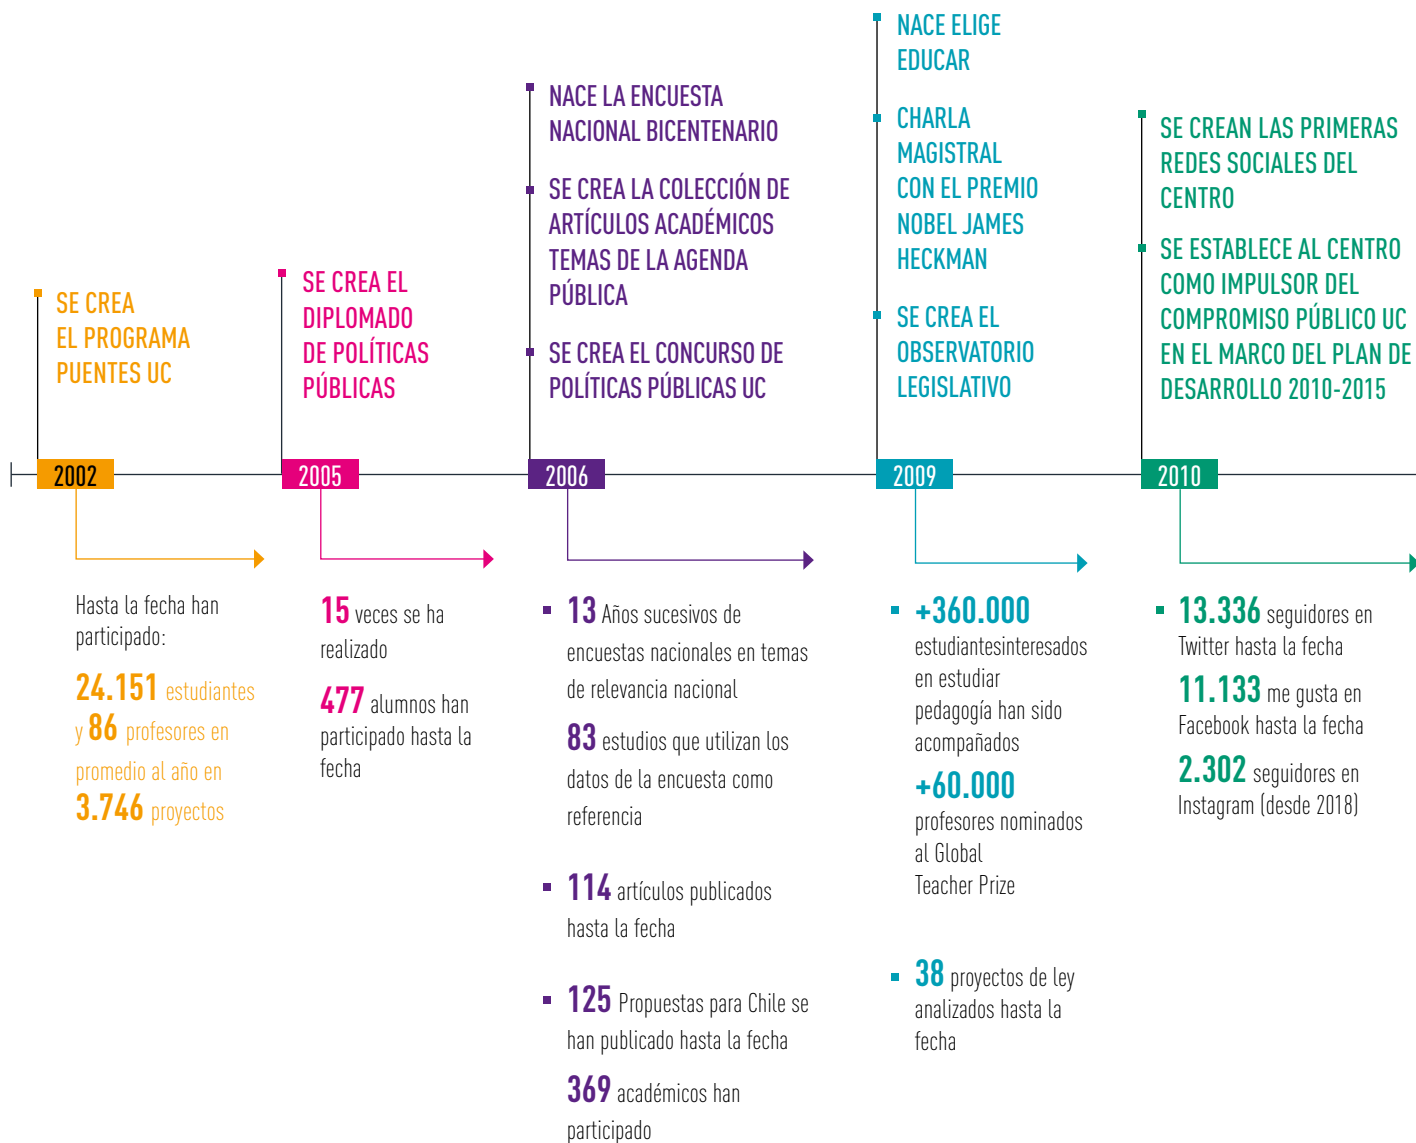 SE CREA
EL PROGRAMA
PUENTES UC
2002
Hasta la fecha han
participado:
24.151 estudiantes
y 86 profesores en
promedio al año en
3.746 proyectos
SE CREA EL
DIPLOMADO
DE POLÍTICAS
PÚBLICAS
2005
15 veces se ha
realizado
477 alumnos han
participado hasta la
fecha
NACE LA ENCUESTA
NACIONAL BICENTENARIO
SE CREA LA COLECCIÓN DE
ARTÍCULOS ACADÉMICOS
TEMAS DE LA AGENDA
PÚBLICA
SE CREA EL CONCURSO DE
POLÍTICAS PÚBLICAS UC
2006
13 Años sucesivos de
encuestas nacionales en temas
de relevancia nacional
83 estudios que utilizan los
datos de la encuesta como
referencia
114 artículos publicados
hasta la fecha
125 Propuestas para Chile se
han publicado hasta la fecha
369 académicos han
participado
NACE ELIGE
EDUCAR
CHARLA
MAGISTRAL
CON EL PREMIO
NOBEL JAMES
HECKMAN
SE CREA EL
OBSERVATORIO
LEGISLATIVO
2009
+360.000
estudiantesinteresados
en estudiar
pedagogía han sido
acompañados
+60.000
profesores nominados
al Global
Teacher Prize
38 proyectos de ley
analizados hasta la
fecha
SE CREAN LAS PRIMERAS
REDES SOCIALES DEL
CENTRO
SE ESTABLECE AL CENTRO
COMO IMPULSOR DEL
COMPROMISO PÚBLICO UC
EN EL MARCO DEL PLAN DE
DESARROLLO 2010-2015
2010
13.336 seguidores en
Twitter hasta la fecha
11.133 me gusta en
Facebook hasta la fecha
2.302 seguidores en
Instagram (desde 2018)